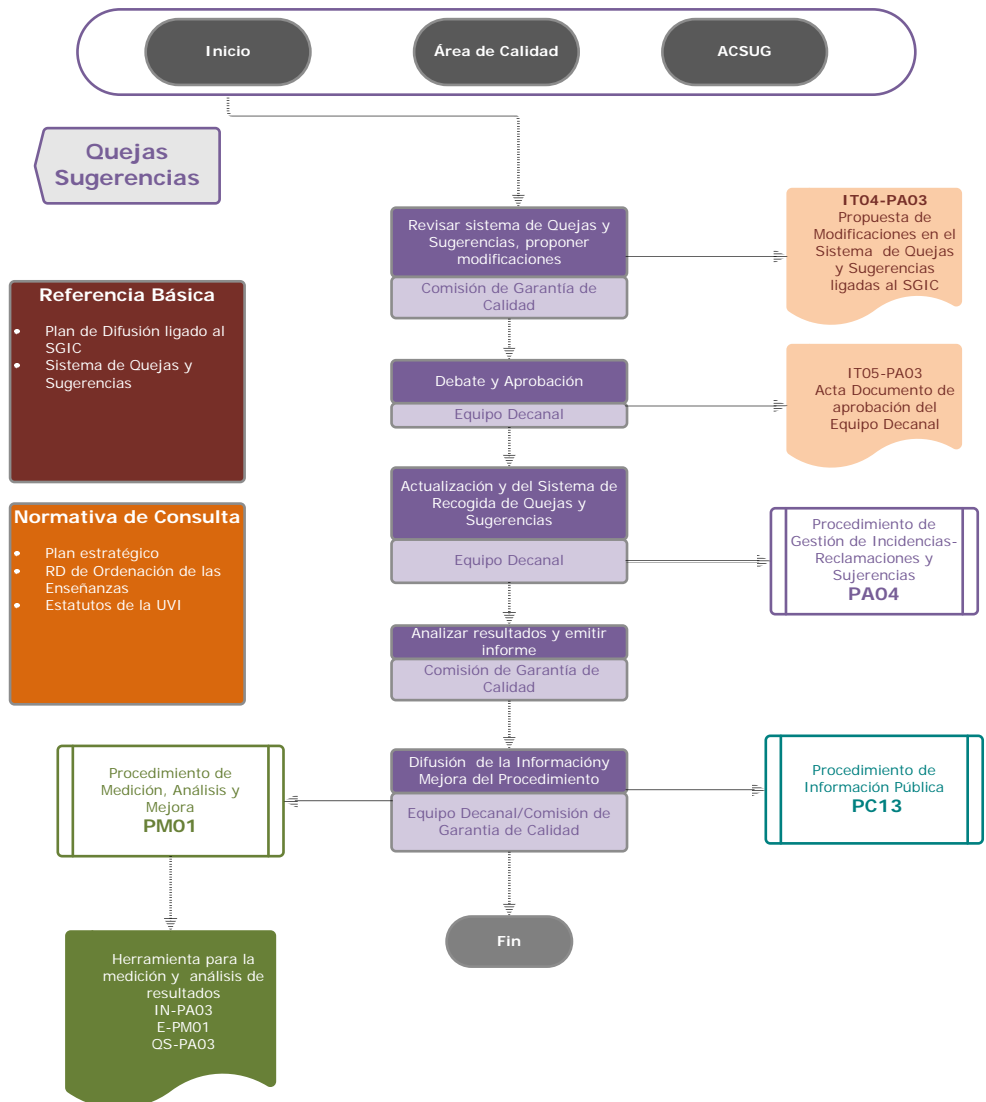 Inicio
Área de Calidad
ACSUG
Quejas
Sugerencias
Revisar sistema de Quejas y
Sugerencias, proponer
modificaciones
Comisión de Garantía de
Calidad
IT04-PA03
Propuesta de
Modificaciones en el
Sistema de Quejas
y Sugerencias
ligadas al SGIC
Referencia Básica
• Plan de Difusión ligado al
SGIC
• Sistema de Quejas y
Sugerencias
Debate y Aprobación
Equipo Decanal
IT05-PA03
Acta Documento de
aprobación del
Equipo Decanal
Actualización y del Sistema de
Recogida de Quejas y
Sugerencias
Equipo Decanal
Normativa de Consulta
• Plan estratégico
• RD de Ordenación de las
Enseñanzas
• Estatutos de la UVI
Procedimiento de
Gestión de Incidencias-
Reclamaciones y
Sujerencias
PA04
Analizar resultados y emitir
informe
Comisión de Garantía de
Calidad
Difusión de la Informacióny
Mejora del Procedimiento
Equipo Decanal/Comisión de
Garantia de Calidad
Procedimiento de
Medición, Análisis y
Mejora
PM01
Procedimiento de
Información Pública
PC13
Fin
Herramienta para la
medición y análisis de
resultados
IN-PA03
E-PM01
QS-PA03